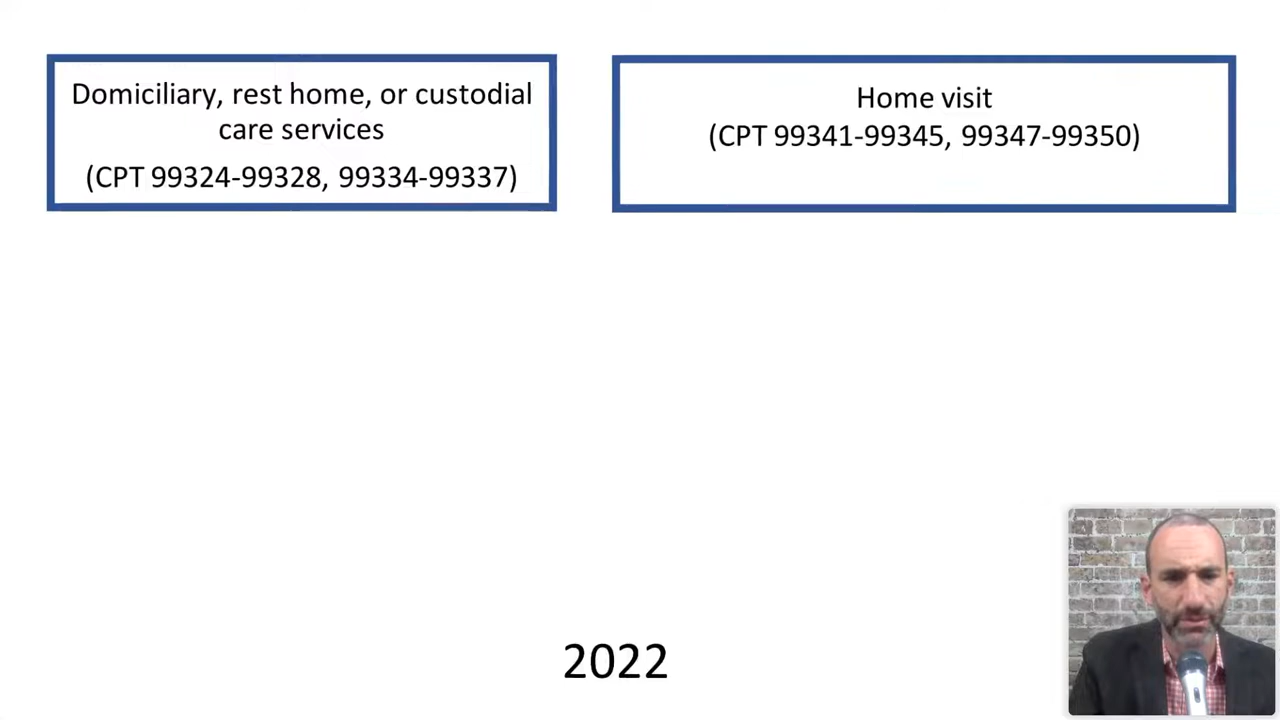 Domiciliary, rest home, or custodial
care services
(CPT 99324-99328, 99334-99337)
Home visit
(CPT 99341-99345, 99347-99350)
2022